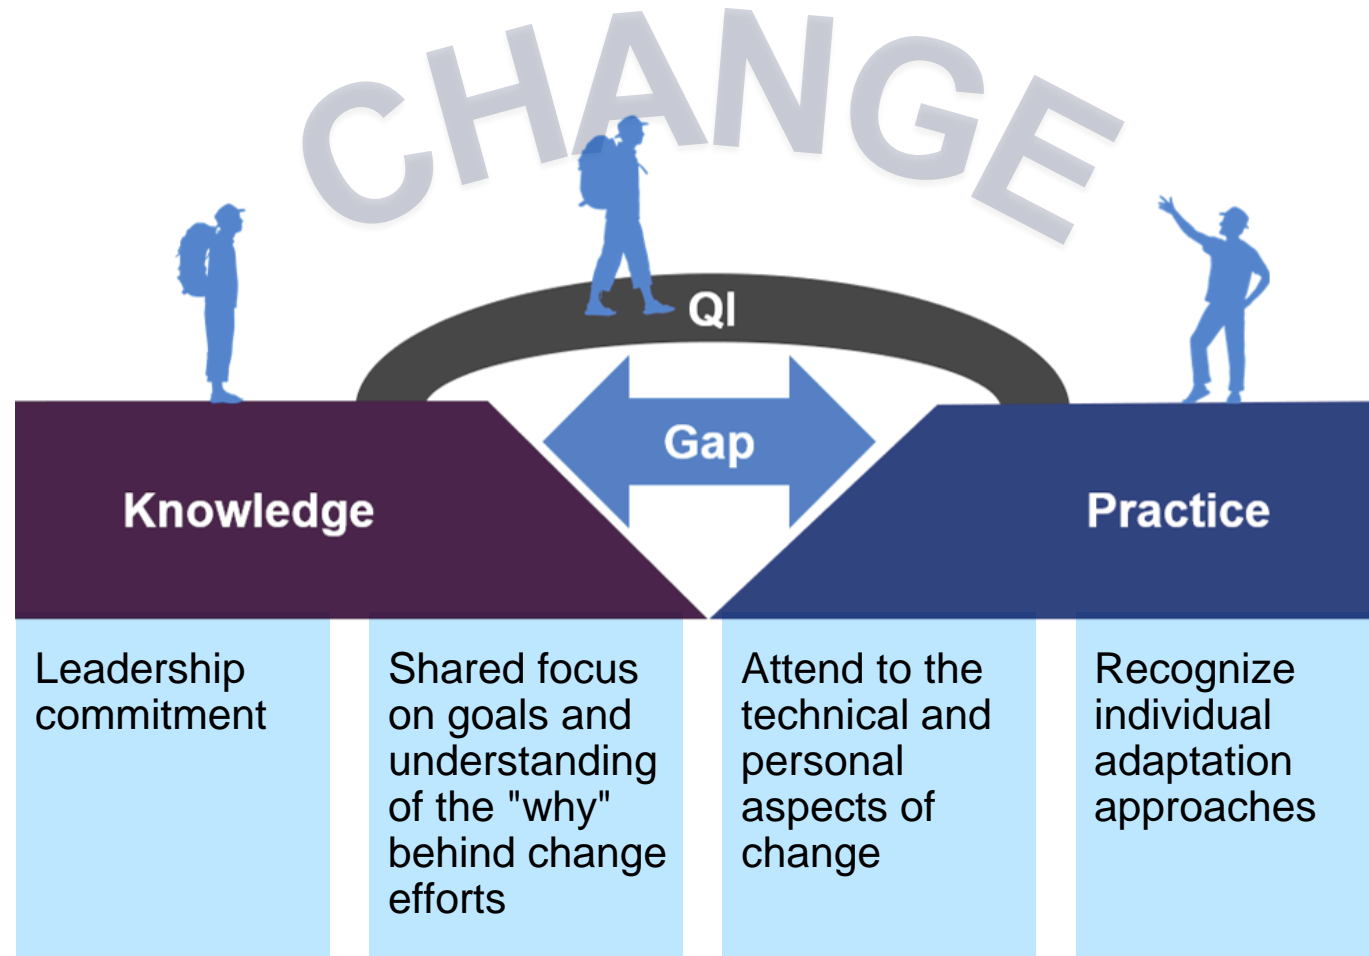 CHANGE
QI
Gap
Knowledge
Practice
Leadership
commitment
Shared focus
on goals and
understanding
of the "why"
behind change
efforts
Attend to the
technical and
personal
aspects of
change
Recognize
individual
adaptation
approaches